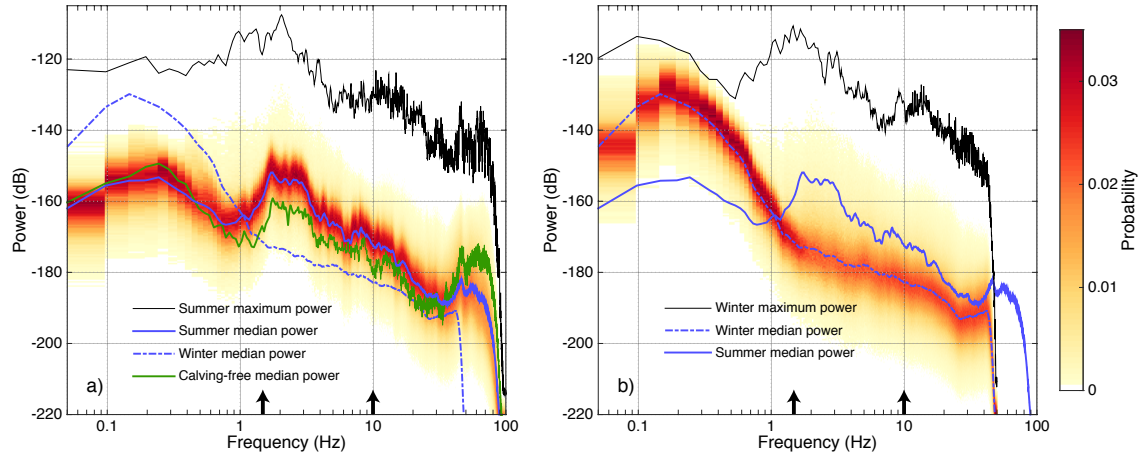 -120
-140
-160
-180
-200
-220
Power (dB)
0.1
1
10
100
Frequency (Hz)
a)
Summer maximum power
Summer median power
Winter median power
Calving-free median power
-120
-140
-160
-180
-200
-220
Power (dB)
0.1
1
10
100
Frequency (Hz)
b)
Winter maximum power
Winter median power
Summer median power
0.03
0.02
0.01
0
Probability